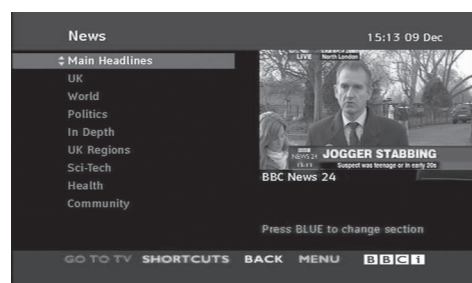 News 15:13 09 Dec
Main Headlines
UK
World
Politics
In Depth
UK Regions
Sci-Tech
Health
Community
LIVE North London
BBC
NEWS 24 JOGGER STABBING
15:13 Suspect was teenage or in early 20s
BBC News 24
Press BLUE to change section
GO TO TV SHORTCUTS BACK MENU BBCi